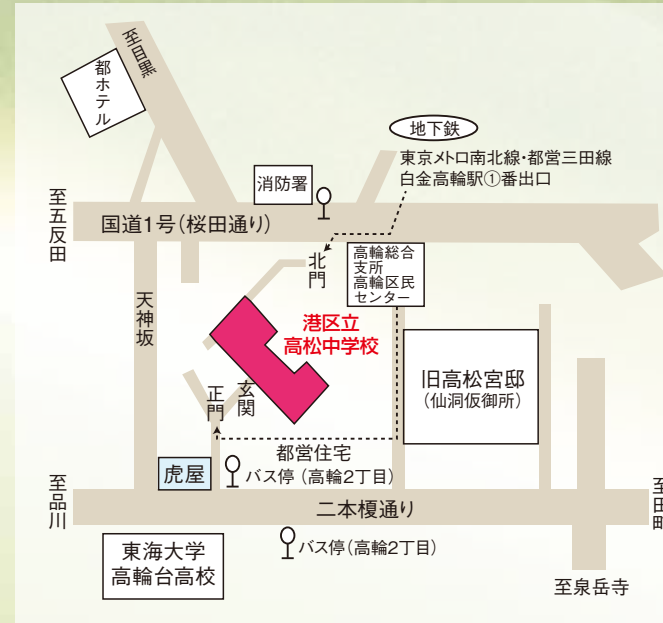 至目黒
都ホテル
地下鉄
東京メトロ南北線・都営三田線
白金高輪駅①番出口
消防署
至五反田
国道1号(桜田通り)
北門
高輪総合
支所
高輪区民
センター
天神坂
港区立
高松中学校
旧高松宮邸
(仙洞仮御所)
玄関
正門
都営住宅
虎屋
バス停(高輪2丁目)
至品川
二本榎通り
至田町
東海大学
高輪台高校
バス停(高輪2丁目)
至泉岳寺